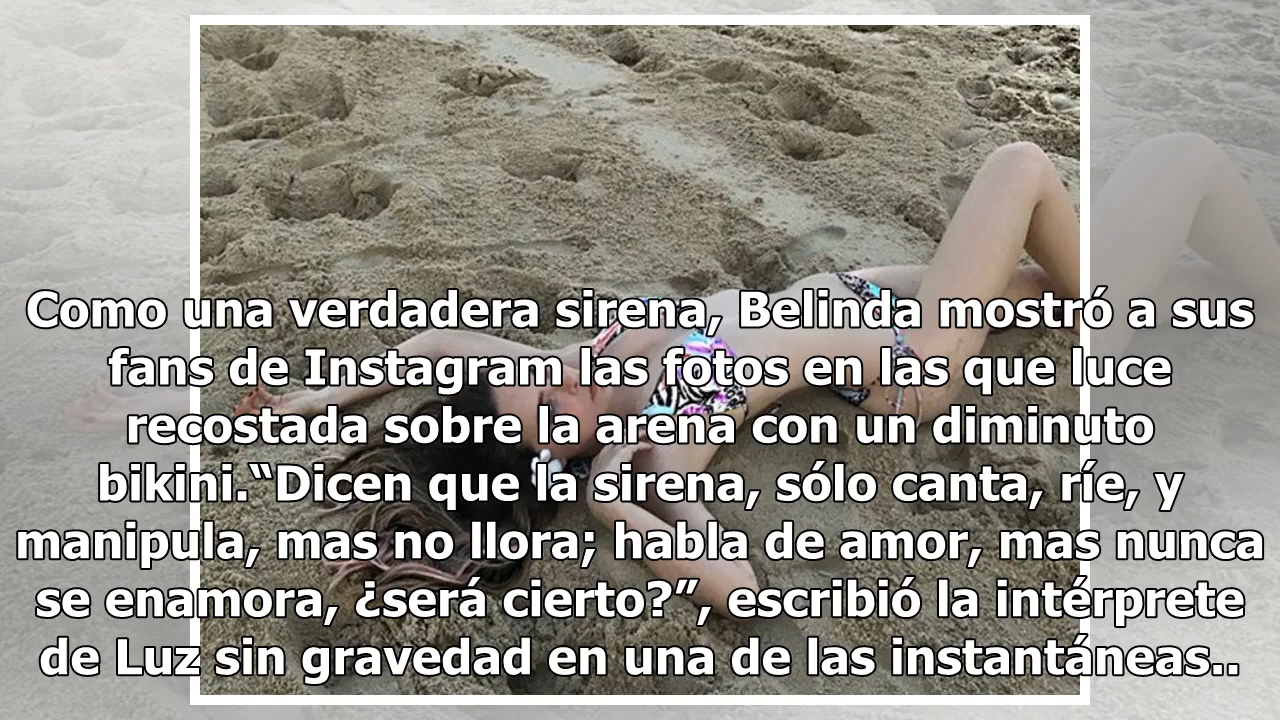 Como una verdadera sirena, Belinda mostró a sus
fans de Instagram las fotos en las que luce
recostada sobre la arena con un diminuto
bikini.“Dicen que la sirena, sólo canta, ríe, y
manipula, mas no llora; habla de amor, mas nunca
se enamora, ¿será cierto?”, escribió la intérprete
de Luz sin gravedad en una de las instantáneas..